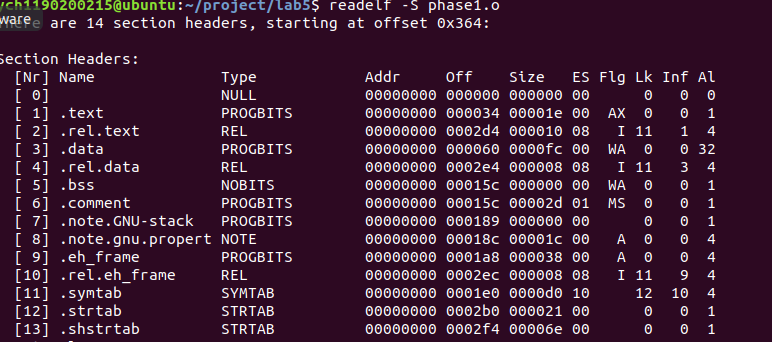 ych1190200215@ubuntu:~/project/lab5$ readelf -S phase1.o
ware are 14 section headers, starting at offset 0x364:
Section Headers:
[Nr] Name Type Addr Off Size ES Flg Lk Inf Al
[ 0] NULL 00000000 000000 000000 00 0 0 0
[ 1] .text PROGBITS 00000000 000034 00001e 00 AX 0 0 1
[ 2] .rel.text REL 00000000 0002d4 000010 08 I 11 1 4
[ 3] .data PROGBITS 00000000 000060 0000fc 00 WA 0 0 32
[ 4] .rel.data REL 00000000 0002e4 000008 08 I 11 3 4
[ 5] .bss NOBITS 00000000 00015c 000000 00 WA 0 0 1
[ 6] .comment PROGBITS 00000000 00015c 00002d 01 MS 0 0 1
[ 7] .note.GNU-stack PROGBITS 00000000 000189 000000 00 0 0 1
[ 8] .note.gnu.propert NOTE 00000000 00018c 00001c 00 A 0 0 4
[ 9] .eh_frame PROGBITS 00000000 0001a8 000038 00 A 0 0 4
[10] .rel.eh_frame REL 00000000 0002ec 000008 08 I 11 9 4
[11] .symtab SYMTAB 00000000 0001e0 0000d0 10 12 10 4
[12] .strtab STRTAB 00000000 0002b0 000021 00 0 0 1
[13] .shstrtab STRTAB 00000000 0002f4 00006e 00 0 0 1